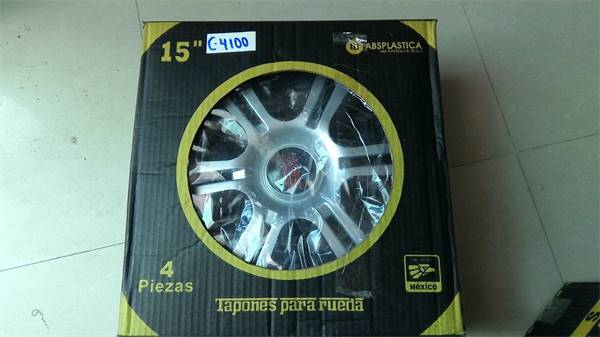 15"
C-4100
ABSPLASTICA
4
Piezas
Tapones para rueda
México